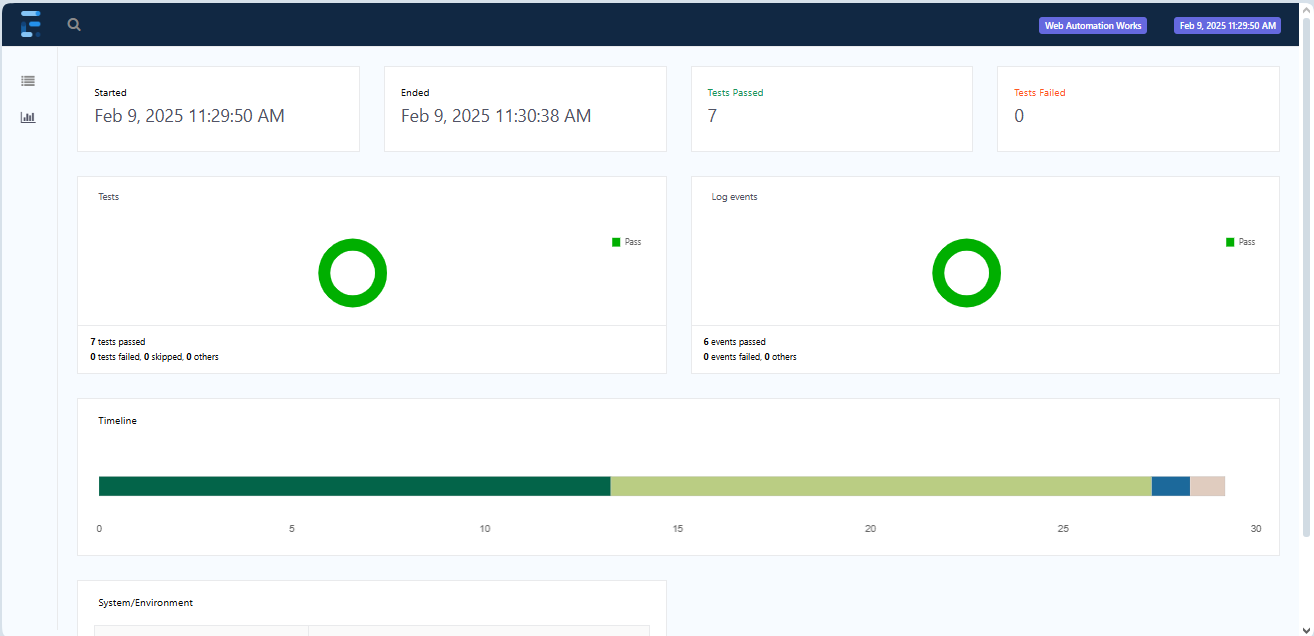 Web Automation Works
Feb 9, 2025 11:29:50 AM
Started
Feb 9, 2025 11:29:50 AM
Ended
Feb 9, 2025 11:30:38 AM
Tests Passed
7
Tests Failed
0
Tests
Pass
7 tests passed
0 tests failed, 0 skipped, 0 others
Log events
Pass
6 events passed
0 events failed, 0 others
Timeline
0 5 10 15 20 25 30
System/Environment